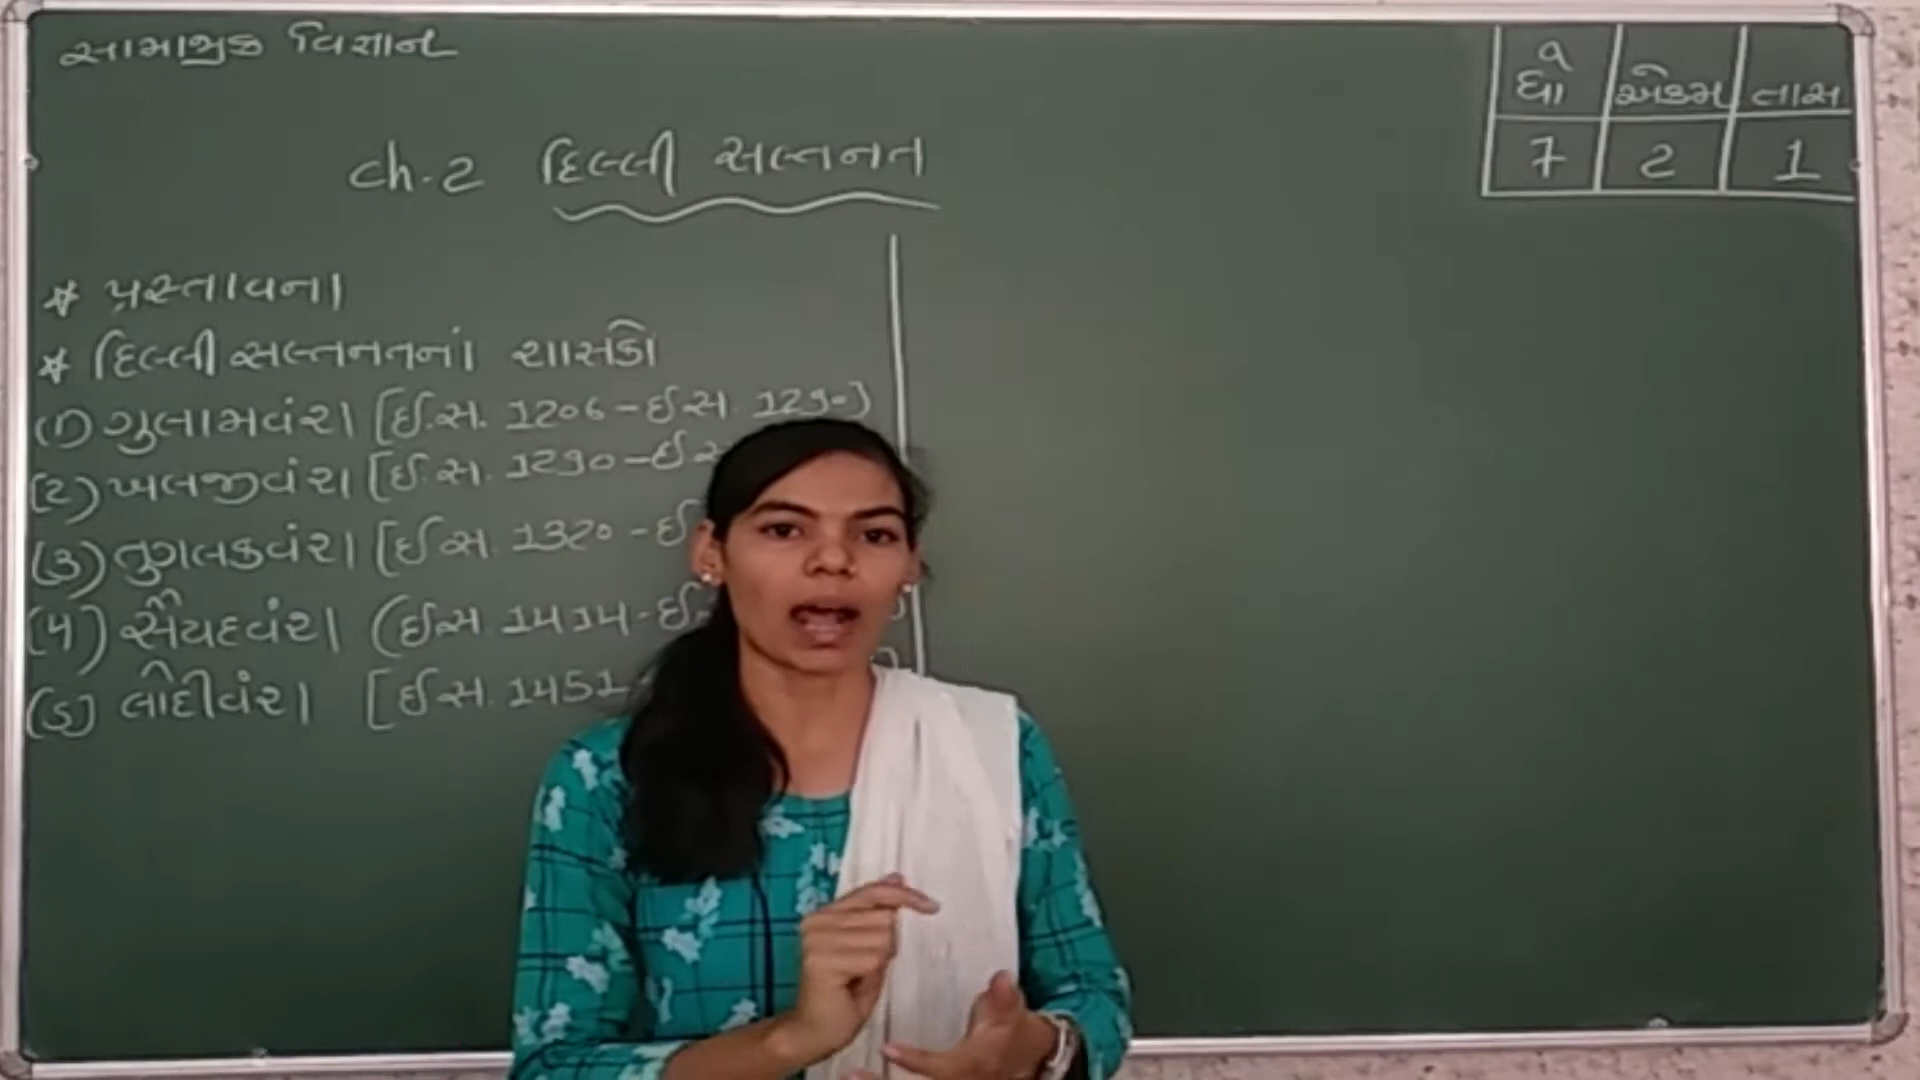 સામાજીક વિજ્ઞાન
ધો એકમ તાસ
7 2 1
ch-2 દિલ્લી સલ્તનત
* પ્રસ્તાવના
* દિલ્લી સલ્તનતનાં શાસકો
(1) ગુલામવંશ [ઈ.સ. 1206-ઈ.સ. 1290]
(2) ખલજીવંશ [ઈ.સ. 1290-ઈ.સ.
(3) તુગલકવંશ [ઈ.સ. 1320-ઈ
(4) સૈયદવંશ (ઈ.સ. 1414-ઈ.
(5) લોદીવંશ [ઈ.સ. 1451